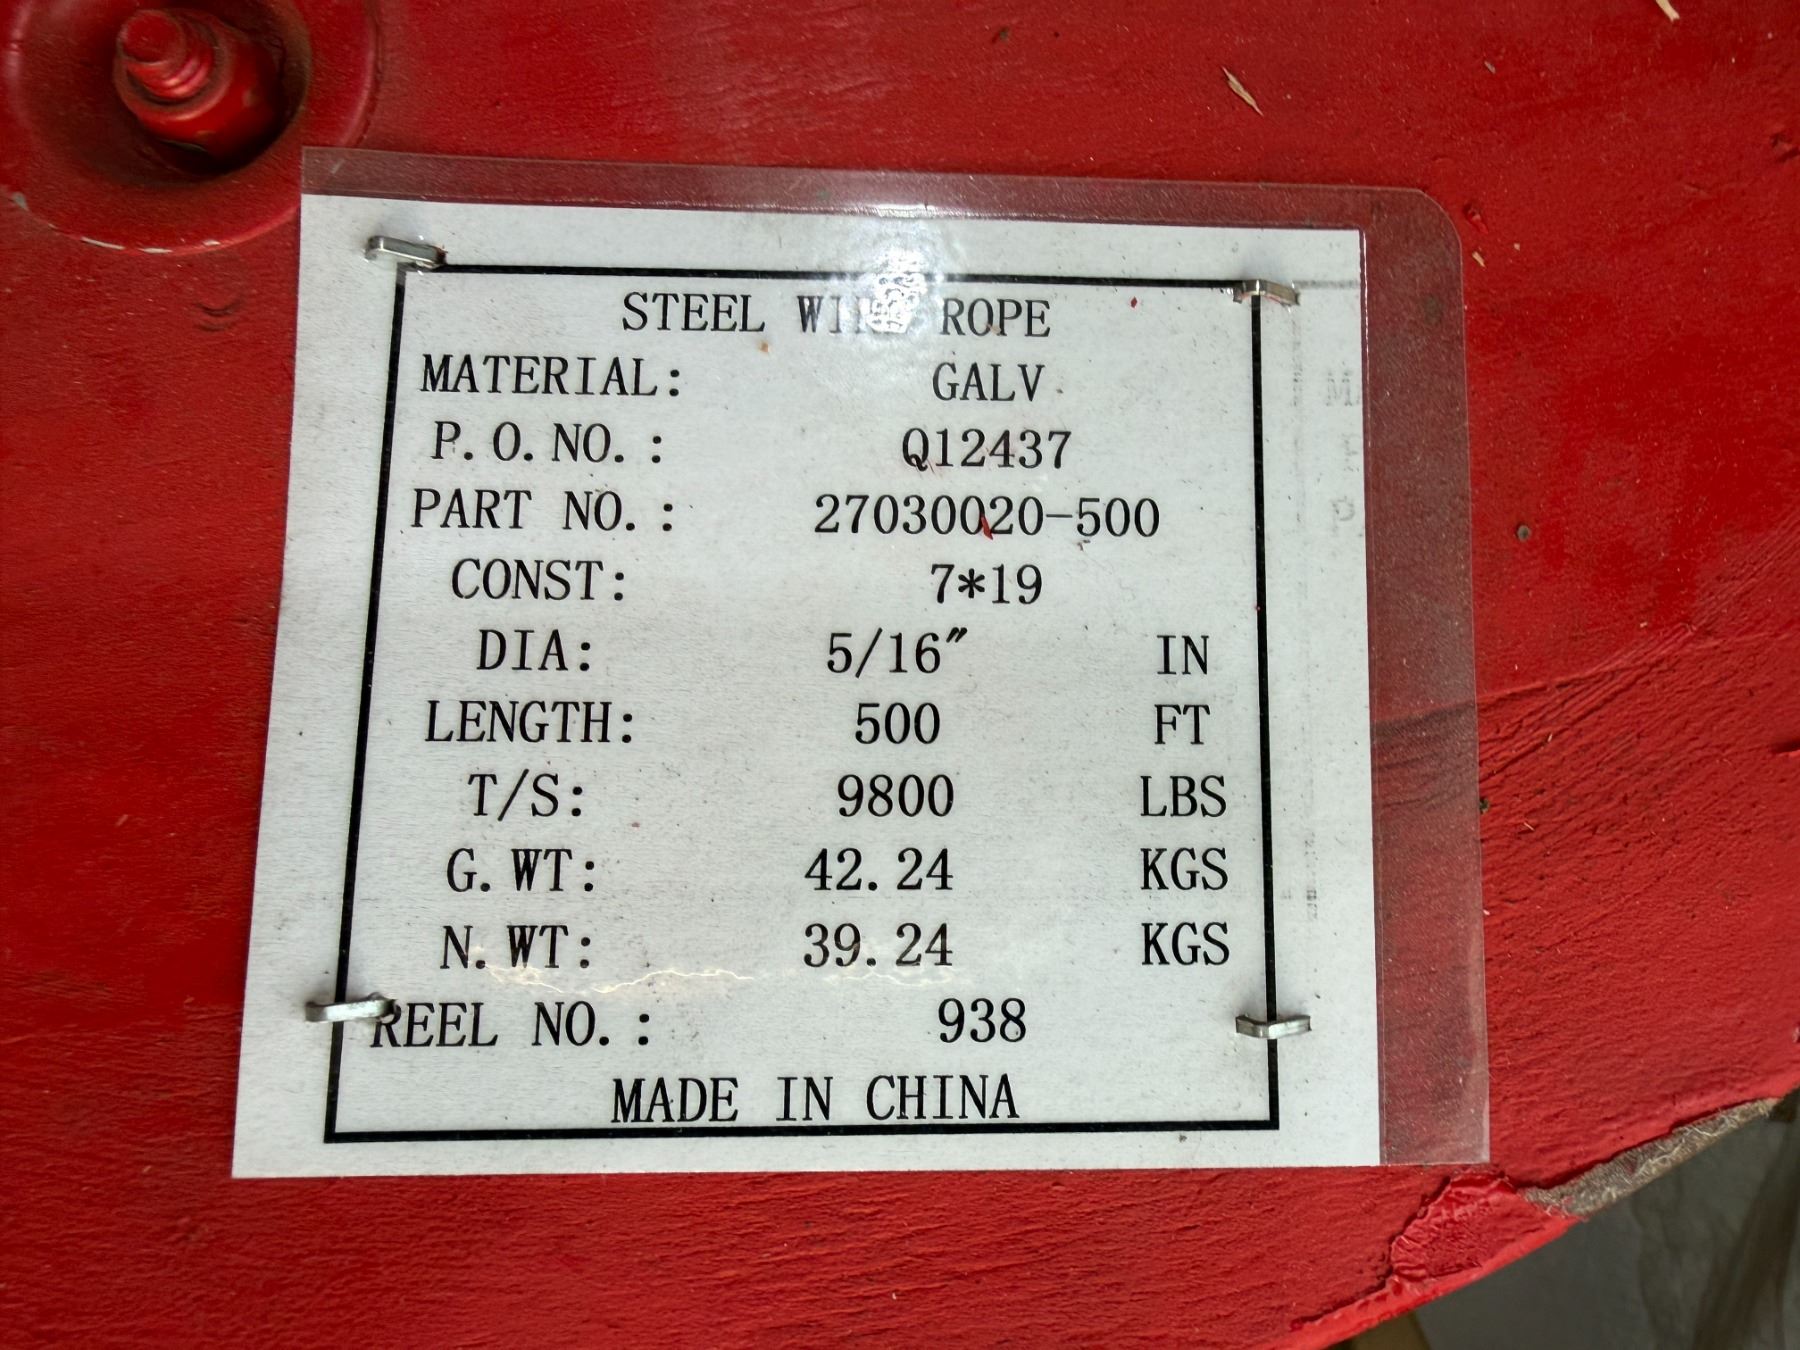 STEEL WIRE ROPE
MATERIAL: GALV
P.O.NO.: Q12437
PART NO.: 27030020-500
CONST: 7*19
DIA: 5/16" IN
LENGTH: 500 FT
T/S: 9800 LBS
G.WT: 42.24 KGS
N.WT: 39.24 KGS
REEL NO.: 938
MADE IN CHINA